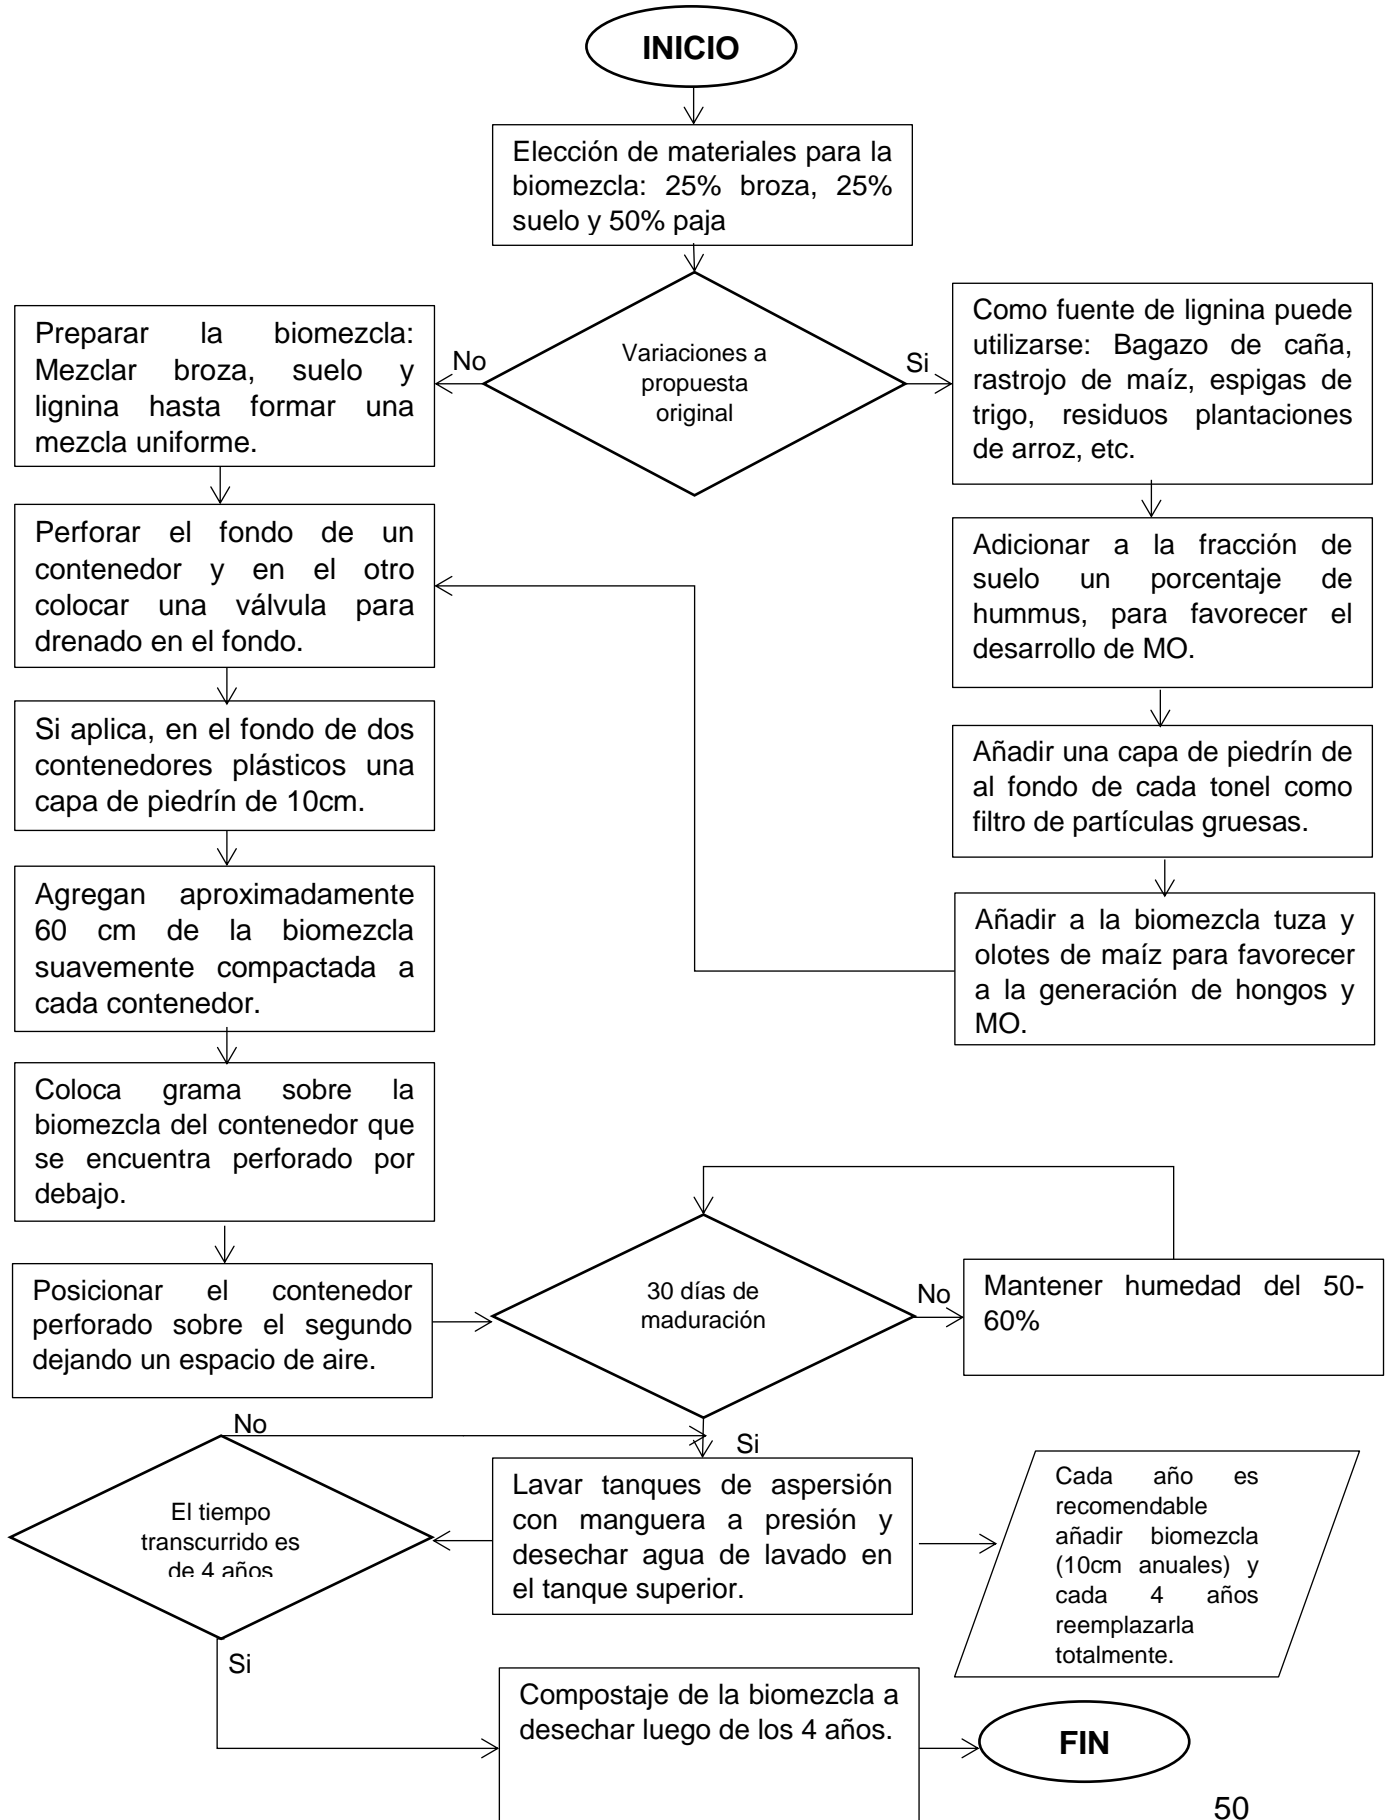 INICIO
Elección de materiales para la
biomezcla: 25% broza, 25%
suelo y 50% paja
Variaciones a
propuesta
original
No
Si
Preparar la biomezcla:
Mezclar broza, suelo y
lignina hasta formar una
mezcla uniforme.
Como fuente de lignina puede
utilizarse: Bagazo de caña,
rastrojo de maíz, espigas de
trigo, residuos plantaciones
de arroz, etc.
Perforar el fondo de un
contenedor y en el otro
colocar una válvula para
drenado en el fondo.
Adicionar a la fracción de
suelo un porcentaje de
hummus, para favorecer el
desarrollo de MO.
Si aplica, en el fondo de dos
contenedores plásticos una
capa de piedrín de 10cm.
Añadir una capa de piedrín de
al fondo de cada tonel como
filtro de partículas gruesas.
Agregan aproximadamente
60 cm de la biomezcla
suavemente compactada a
cada contenedor.
Añadir a la biomezcla tuza y
olotes de maíz para favorecer
a la generación de hongos y
MO.
Coloca grama sobre la
biomezcla del contenedor que
se encuentra perforado por
debajo.
Posicionar el contenedor
perforado sobre el segundo
dejando un espacio de aire.
30 días de
maduración
No
Mantener humedad del 50-
60%
Si
No
El tiempo
transcurrido es
de 4 años
Lavar tanques de aspersión
con manguera a presión y
desechar agua de lavado en
el tanque superior.
Cada año es
recomendable
añadir biomezcla
(10cm anuales) y
cada 4 años
reemplazarla
totalmente.
Si
Compostaje de la biomezcla a
desechar luego de los 4 años.
FIN
50